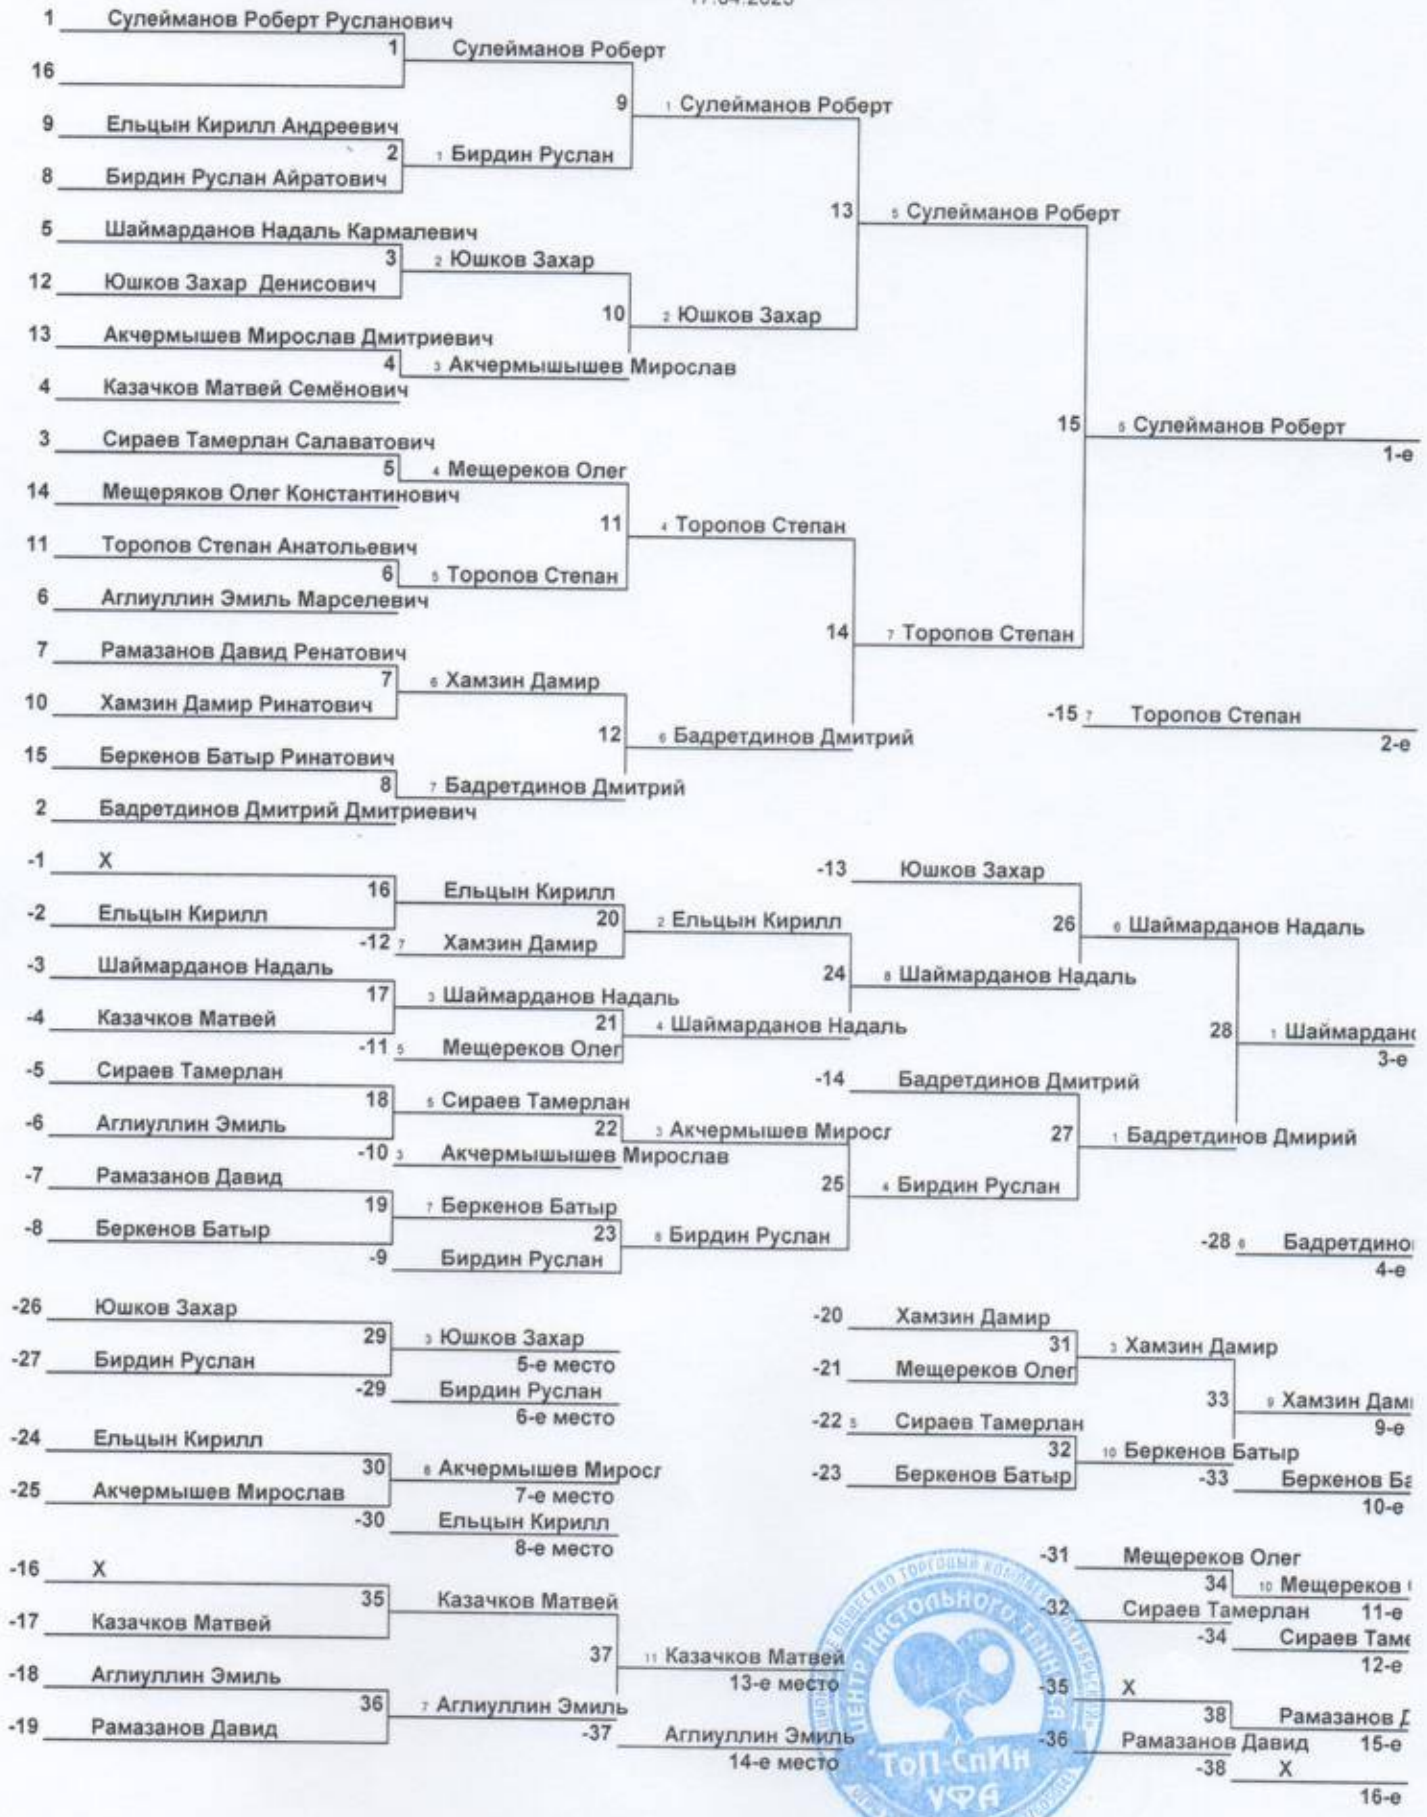 1 Сулейманов Роберт Русланович
1 Сулейманов Роберт
16
9 1 Сулейманов Роберт
9 Ельцын Кирилл Андреевич
2 1 Бирдин Руслан
8 Бирдин Руслан Айратович
13 5 Сулейманов Роберт
5 Шаймарданов Надаль Кармалевич
3 2 Юшков Захар
12 Юшков Захар Денисович
10 2 Юшков Захар
13 Акчермышев Мирослав Дмитриевич
4 3 Акчермышышев Мирослав
4 Казачков Матвей Семёнович
15 5 Сулейманов Роберт
1-е
3 Сираев Тамерлан Салаватович
5 4 Мещереков Олег
14 Мещеряков Олег Константинович
11 4 Торопов Степан
11 Торопов Степан Анатольевич
6 5 Торопов Степан
6 Аглиуллин Эмиль Марселевич
14 7 Торопов Степан
7 Рамазанов Давид Ренатович
7 6 Хамзин Дамир
10 Хамзин Дамир Ринатович
-15 7 Торопов Степан
2-е
12 6 Бадретдинов Дмитрий
15 Беркенов Батыр Ринатович
8 7 Бадретдинов Дмитрий
2 Бадретдинов Дмитрий Дмитриевич
-1 X
-13 Юшков Захар
16 Ельцын Кирилл
-2 Ельцын Кирилл
20 2 Ельцын Кирилл
26 6 Шаймарданов Надаль
-12 7 Хамзин Дамир
-3 Шаймарданов Надаль
24 8 Шаймарданов Надаль
17 3 Шаймарданов Надаль
-4 Казачков Матвей
21 4 Шаймарданов Надаль
28 1
3-е
-11 5 Мещереков Олег
-5 Сираев Тамерлан
-14 Бадретдинов Дмитрий
18 5 Сираев Тамерлан
-6 Аглиуллин Эмиль
22 3 Акчермышев Миросг
27 1 Бадретдинов Дмирий
-10 3 Акчермышышев Мирослав
-7 Рамазанов Давид
25 4 Бирдин Руслан
19 7 Беркенов Батыр
-8 Беркенов Батыр
23 8 Бирдин Руслан
-28 6
4-е
-9 Бирдин Руслан
-26 Юшков Захар
-20 Хамзин Дамир
29 3 Юшков Захар
5-е место
31 3 Хамзин Дамир
-27 Бирдин Руслан
-21 Мещереков Олег
-29 Бирдин Руслан
6-е место
33 9 Хамзин
9-е
-24 Ельцын Кирилл
-22 5 Сираев Тамерлан
30 8 Акчермышев Миросг
7-е место
32 10 Беркенов Батыр
-25 Акчермышев Мирослав
-23 Беркенов Батыр
-33 Беркенов
10-е
-30 Ельцын Кирилл
8-е место
-16 X
-31 Мещереков Олег
35 Казачков Матвей
34 10 Мещереков
11-е
-17 Казачков Матвей
-32 Сираев Тамерлан
-34 Сираев
12-е
37 11 Казачков Матвей
13-е место
-18 Аглиуллин Эмиль
-35 X
36 7 Аглиуллин Эмиль
38 Рамазанов
15-е
-19 Рамазанов Давид
-37 Аглиуллин Эмиль
14-е место
-36 Рамазанов Давид
-38 X
16-е
ЦЕНТР НАСТОЛЬНОГО ТЕННИСА
ТоП-СпИн
УФА